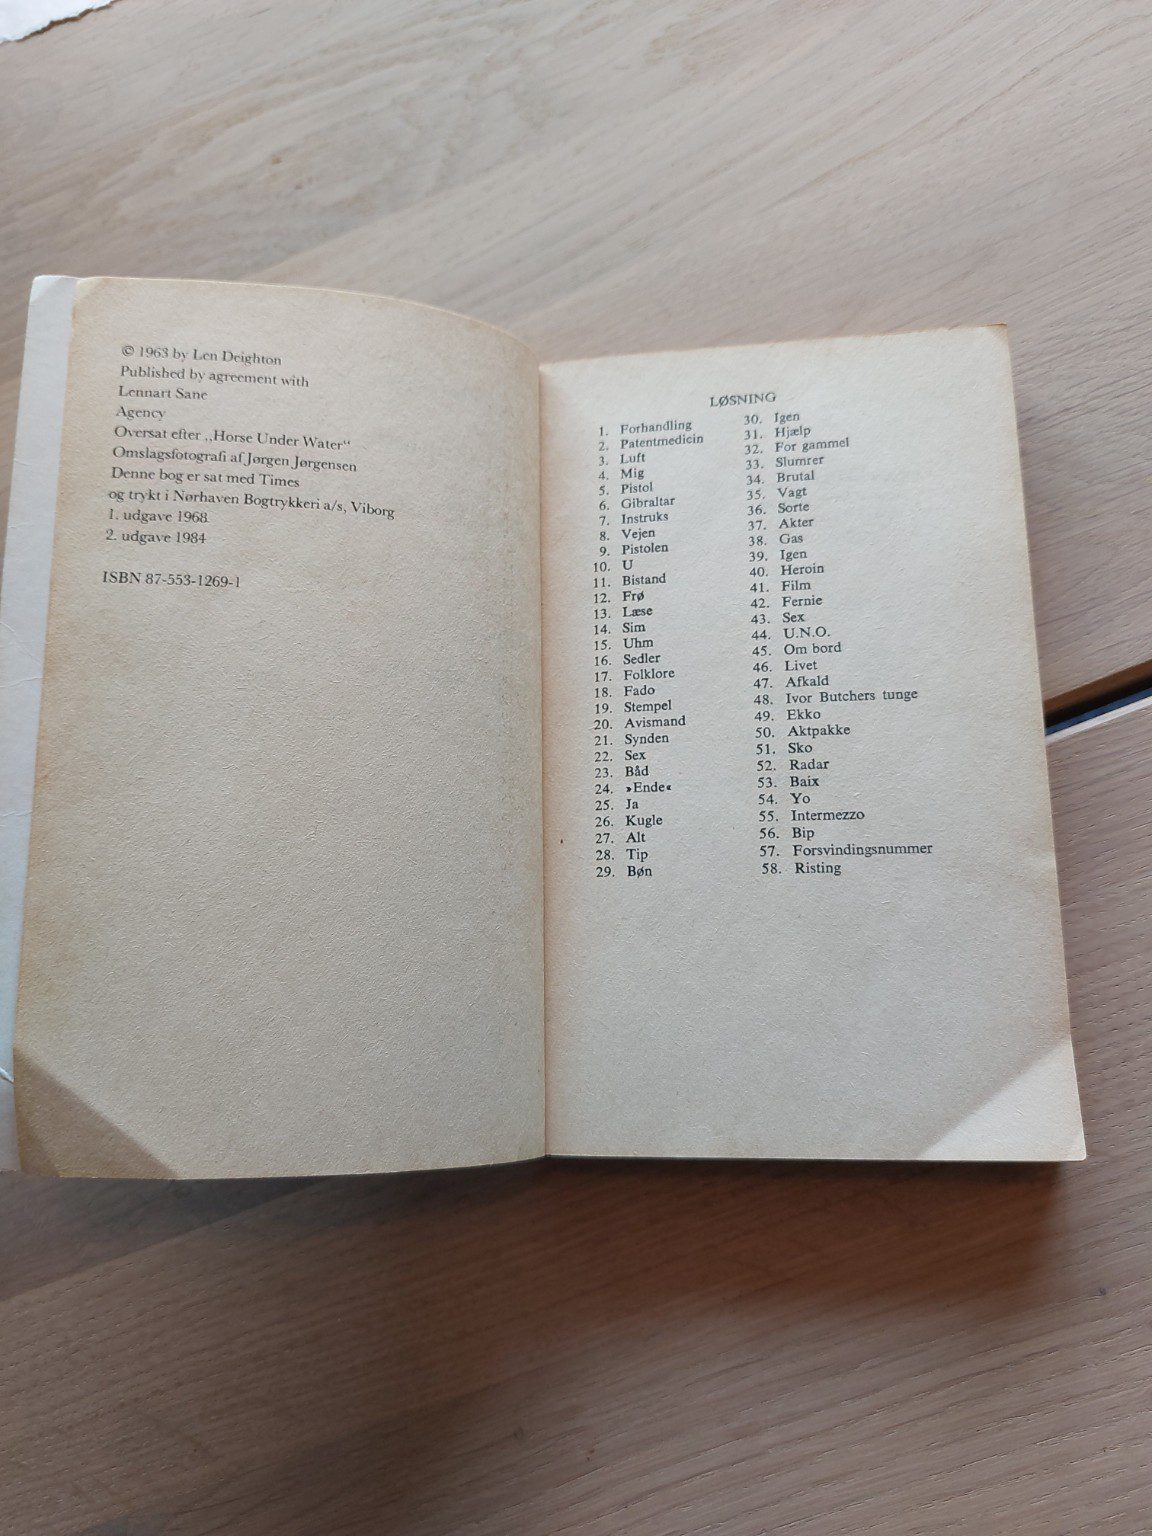 © 1963 by Len Deighton
Published by agreement with
Lennart Sane
Agency
Oversat efter ,,Horse Under Water“
Omslagsfotografi af Jørgen Jørgensen
Denne bog er sat med Times
og trykt i Nørhaven Bogtrykkeri a/s, Viborg
1. udgave 1968
2. udgave 1984
ISBN 87-553-1269-1
LØSNING
1. Forhandling
2. Patentmedicin
3. Luft
4. Mig
5. Pistol
6. Gibraltar
7. Instruks
8. Vejen
9. Pistolen
10. U
11. Bistand
12. Frø
13. Læse
14. Sim
15. Uhm
16. Sedler
17. Folklore
18. Fado
19. Stempel
20. Avismand
21. Synden
22. Sex
23. Båd
24. »Ende«
25. Ja
26. Kugle
27. Alt
28. Tip
29. Bøn
30. Igen
31. Hjælp
32. For gammel
33. Slumrer
34. Brutal
35. Vagt
36. Sorte
37. Akter
38. Gas
39. Igen
40. Heroin
41. Film
42. Fernie
43. Sex
44. U.N.O.
45. Om bord
46. Livet
47. Afkald
48. Ivor Butchers tunge
49. Ekko
50. Aktpakke
51. Sko
52. Radar
53. Baix
54. Yo
55. Intermezzo
56. Bip
57. Forsvindingsnummer
58. Risting